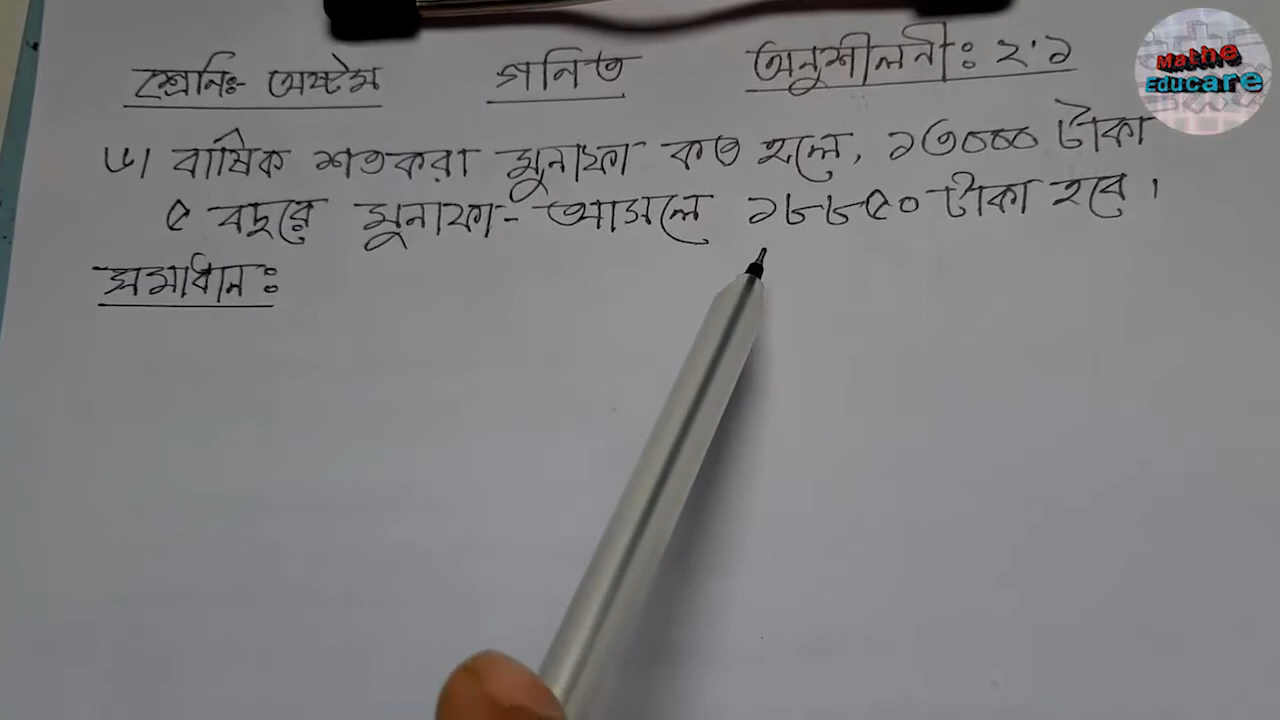 শ্রেনিঃ অষ্টম গনিত অনুশীলনী: ২.১
Mathe
Educare
৬। বার্ষিক শতকরা মুনাফা কত হলে, ১৩০০০ টাকা
৫ বছরে মুনাফা-আসলে ১৮৮৫০ টাকা হবে।
সমাধান: